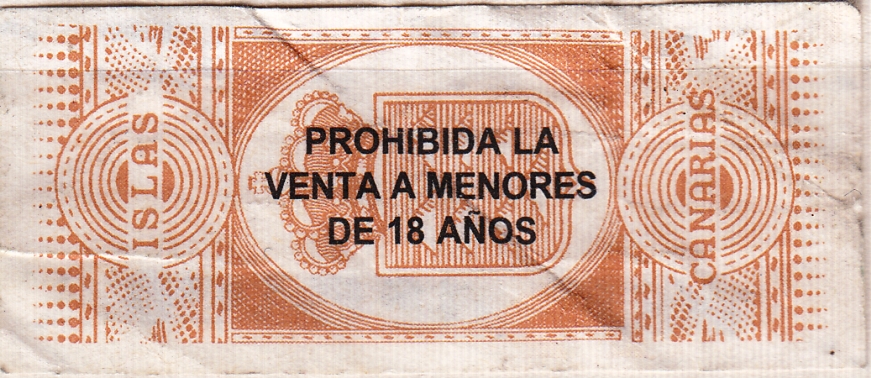 ISLAS
PROHIBIDA LA
VENTA A MENORES
DE 18 AÑOS
CANARIAS